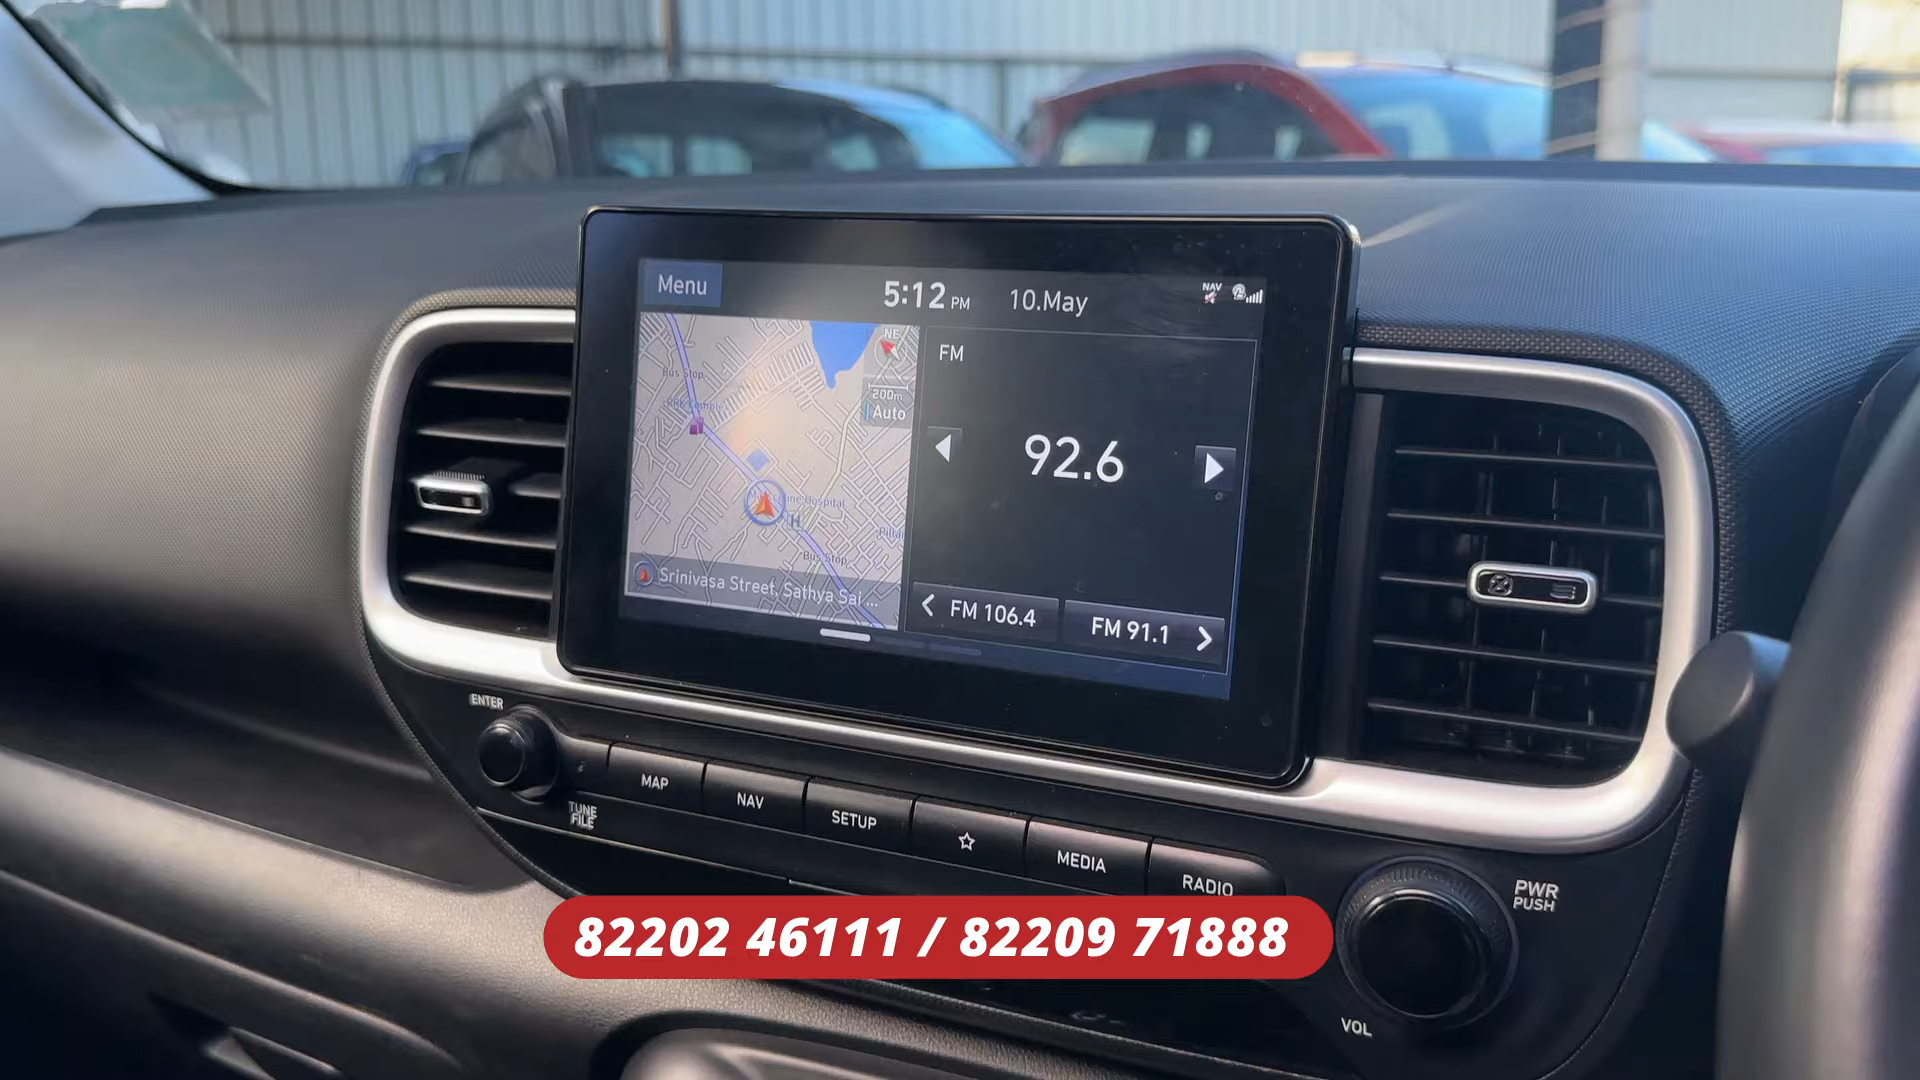 Menu
5:12 PM
10.May
NAV
NE
200m
Auto
Bus Stop
Hospital
H
Bus Stop
Srinivasa Street, Sathya Sai ...
FM
92.6
FM 106.4
FM 91.1
ENTER
TUNE
FILE
MAP
NAV
SETUP
MEDIA
RADIO
PWR
PUSH
VOL
82202 46111 / 82209 71888